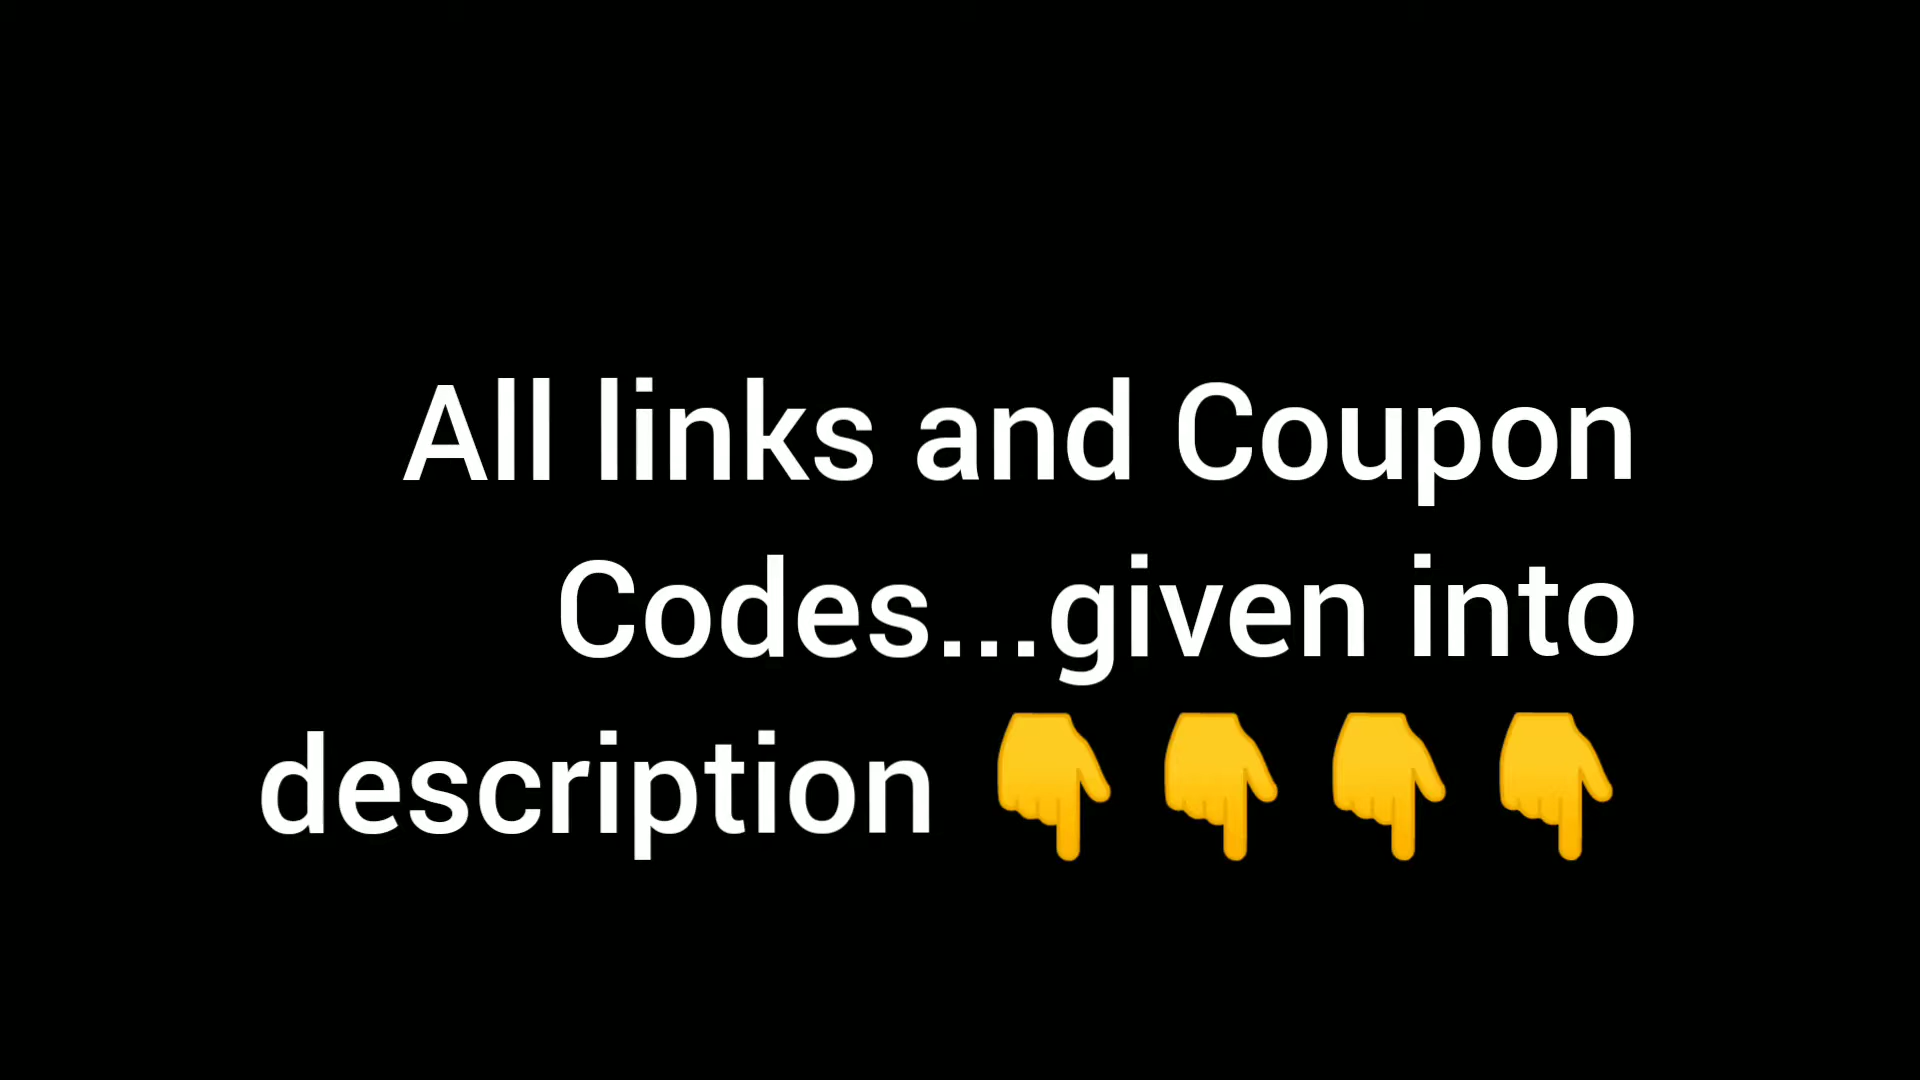 All links and Coupon
Codes...given into
description 👇👇👇👇